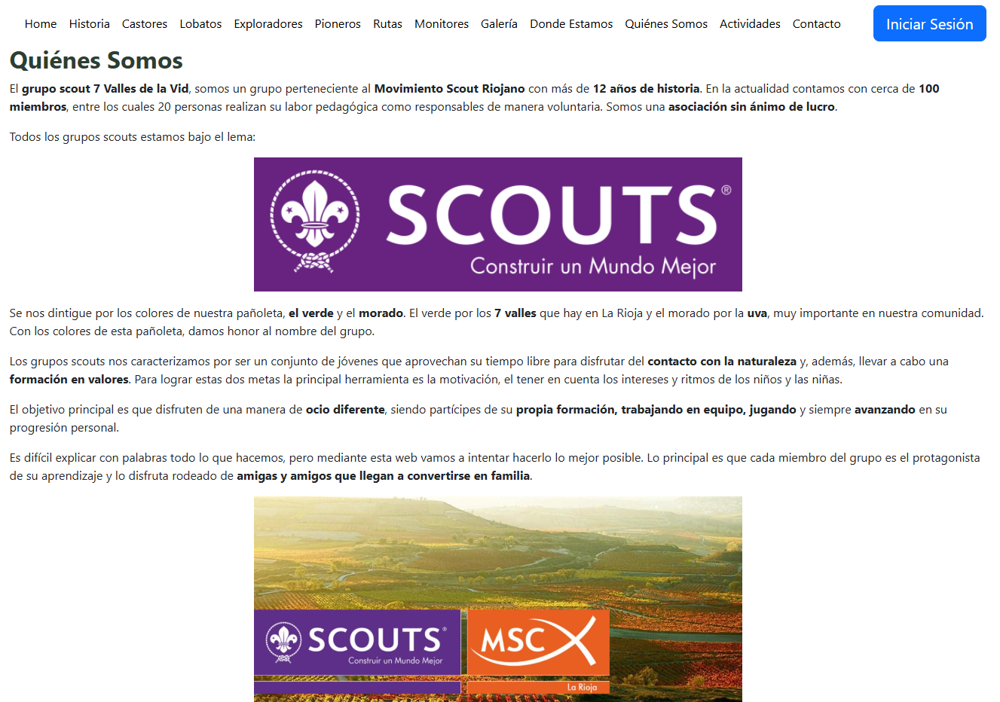 Home Historia Castores Lobatos Exploradores Pioneros Rutas Monitores Galería Donde Estamos Quiénes Somos Actividades Contacto Iniciar Sesión
Quiénes Somos
El grupo scout 7 Valles de la Vid, somos un grupo perteneciente al Movimiento Scout Riojano con más de 12 años de historia. En la actualidad contamos con cerca de 100
miembros, entre los cuales 20 personas realizan su labor pedagógica como responsables de manera voluntaria. Somos una asociación sin ánimo de lucro.
Todos los grupos scouts estamos bajo el lema:
SCOUTS®
Construir un Mundo Mejor
Se nos dintigue por los colores de nuestra pañoleta, el verde y el morado. El verde por los 7 valles que hay en La Rioja y el morado por la uva, muy importante en nuestra comunidad.
Con los colores de esta pañoleta, damos honor al nombre del grupo.
Los grupos scouts nos caracterizamos por ser un conjunto de jóvenes que aprovechan su tiempo libre para disfrutar del contacto con la naturaleza y, además, llevar a cabo una
formación en valores. Para lograr estas dos metas la principal herramienta es la motivación, el tener en cuenta los intereses y ritmos de los niños y las niñas.
El objetivo principal es que disfruten de una manera de ocio diferente, siendo partícipes de su propia formación, trabajando en equipo, jugando y siempre avanzando en su
progresión personal.
Es difícil explicar con palabras todo lo que hacemos, pero mediante esta web vamos a intentar hacerlo lo mejor posible. Lo principal es que cada miembro del grupo es el protagonista
de su aprendizaje y lo disfruta rodeado de amigas y amigos que llegan a convertirse en familia.
SCOUTS®
Construir un Mundo Mejor
MSC
La Rioja